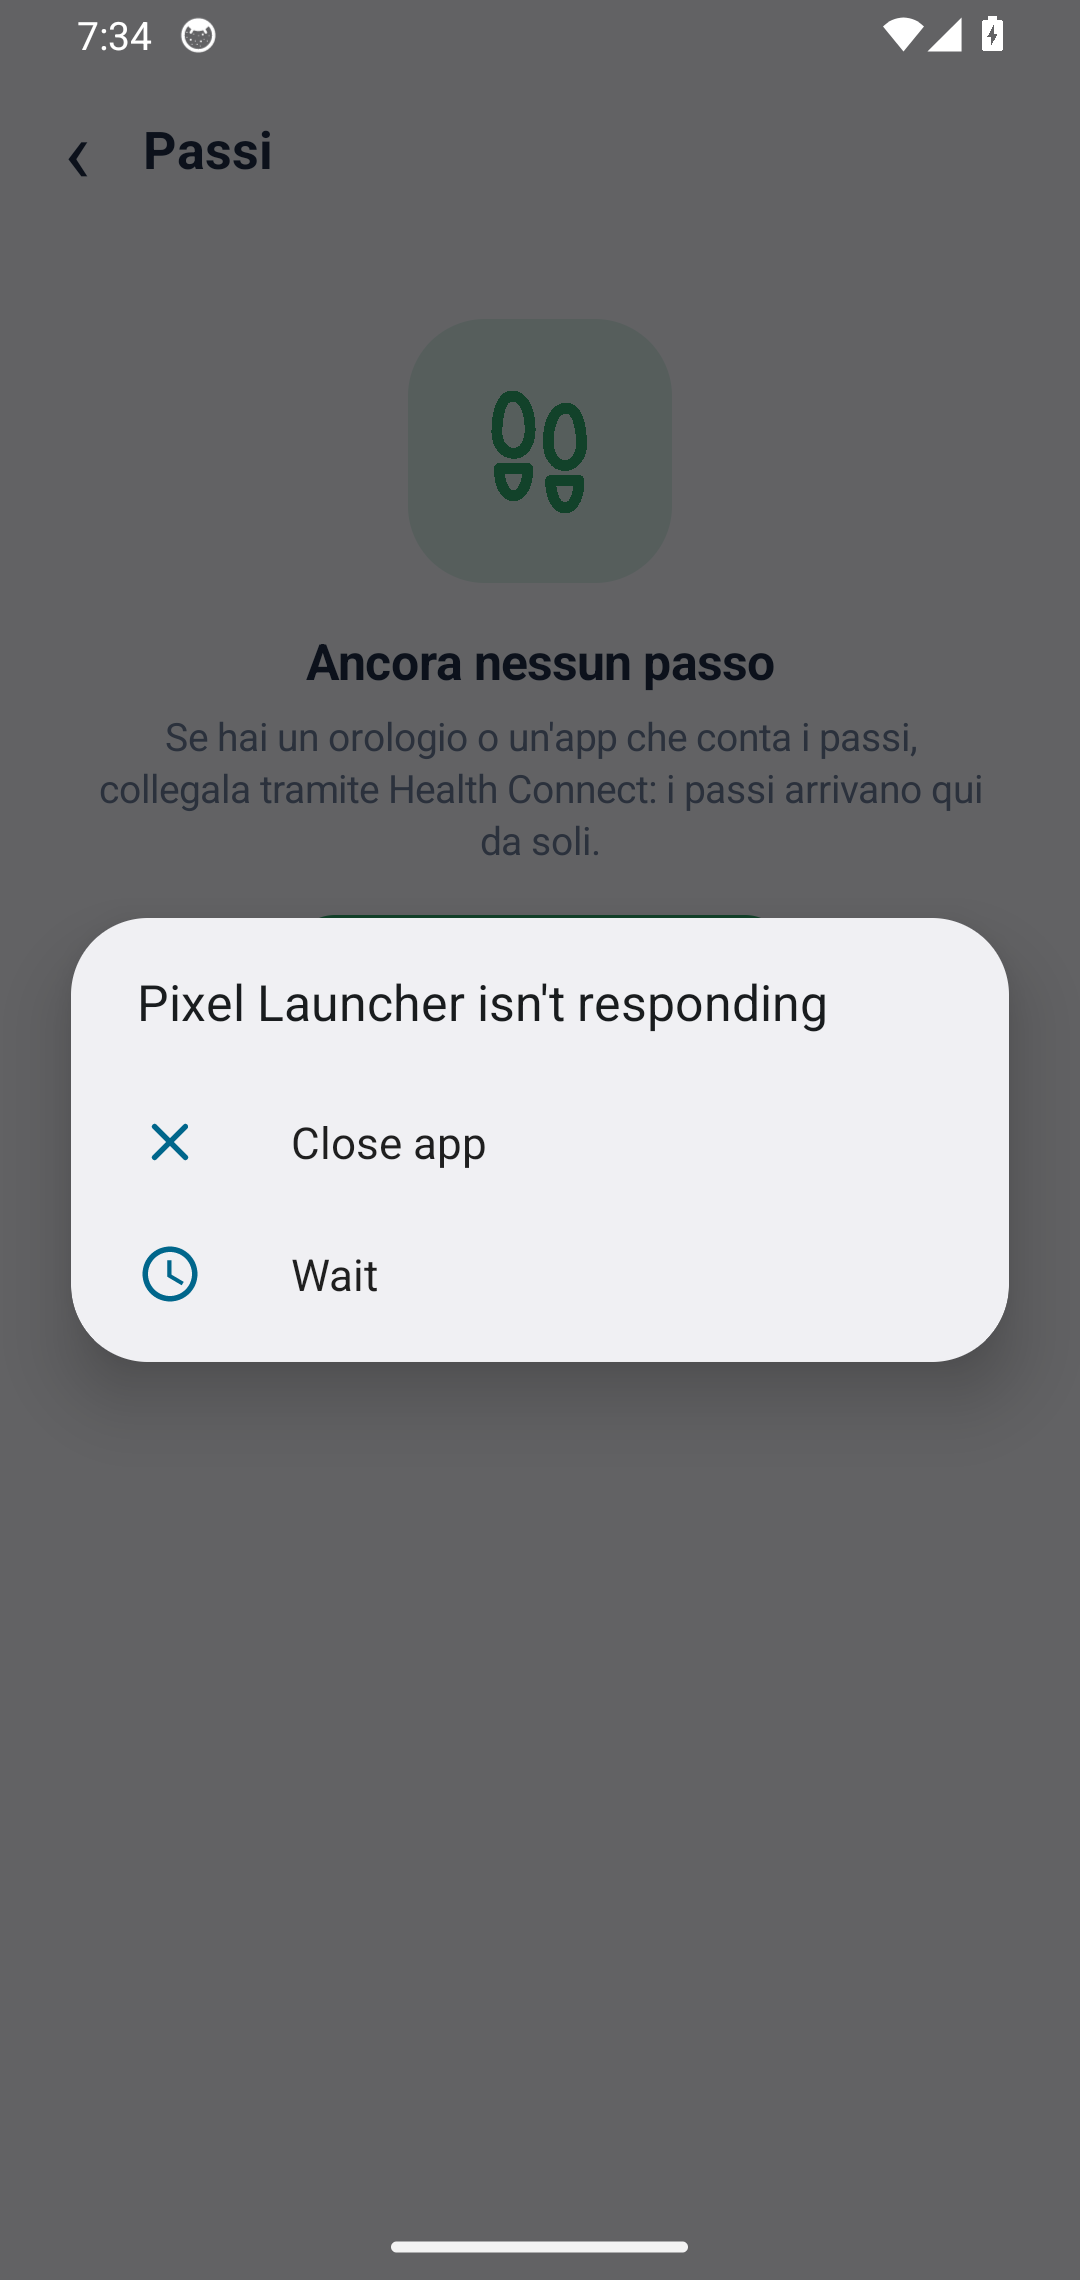 7:34
Passi
Ancora nessun passo
Se hai un orologio o un'app che conta i passi,
collegala tramite Health Connect: i passi arrivano qui
da soli.
Pixel Launcher isn't responding
Close app
Wait